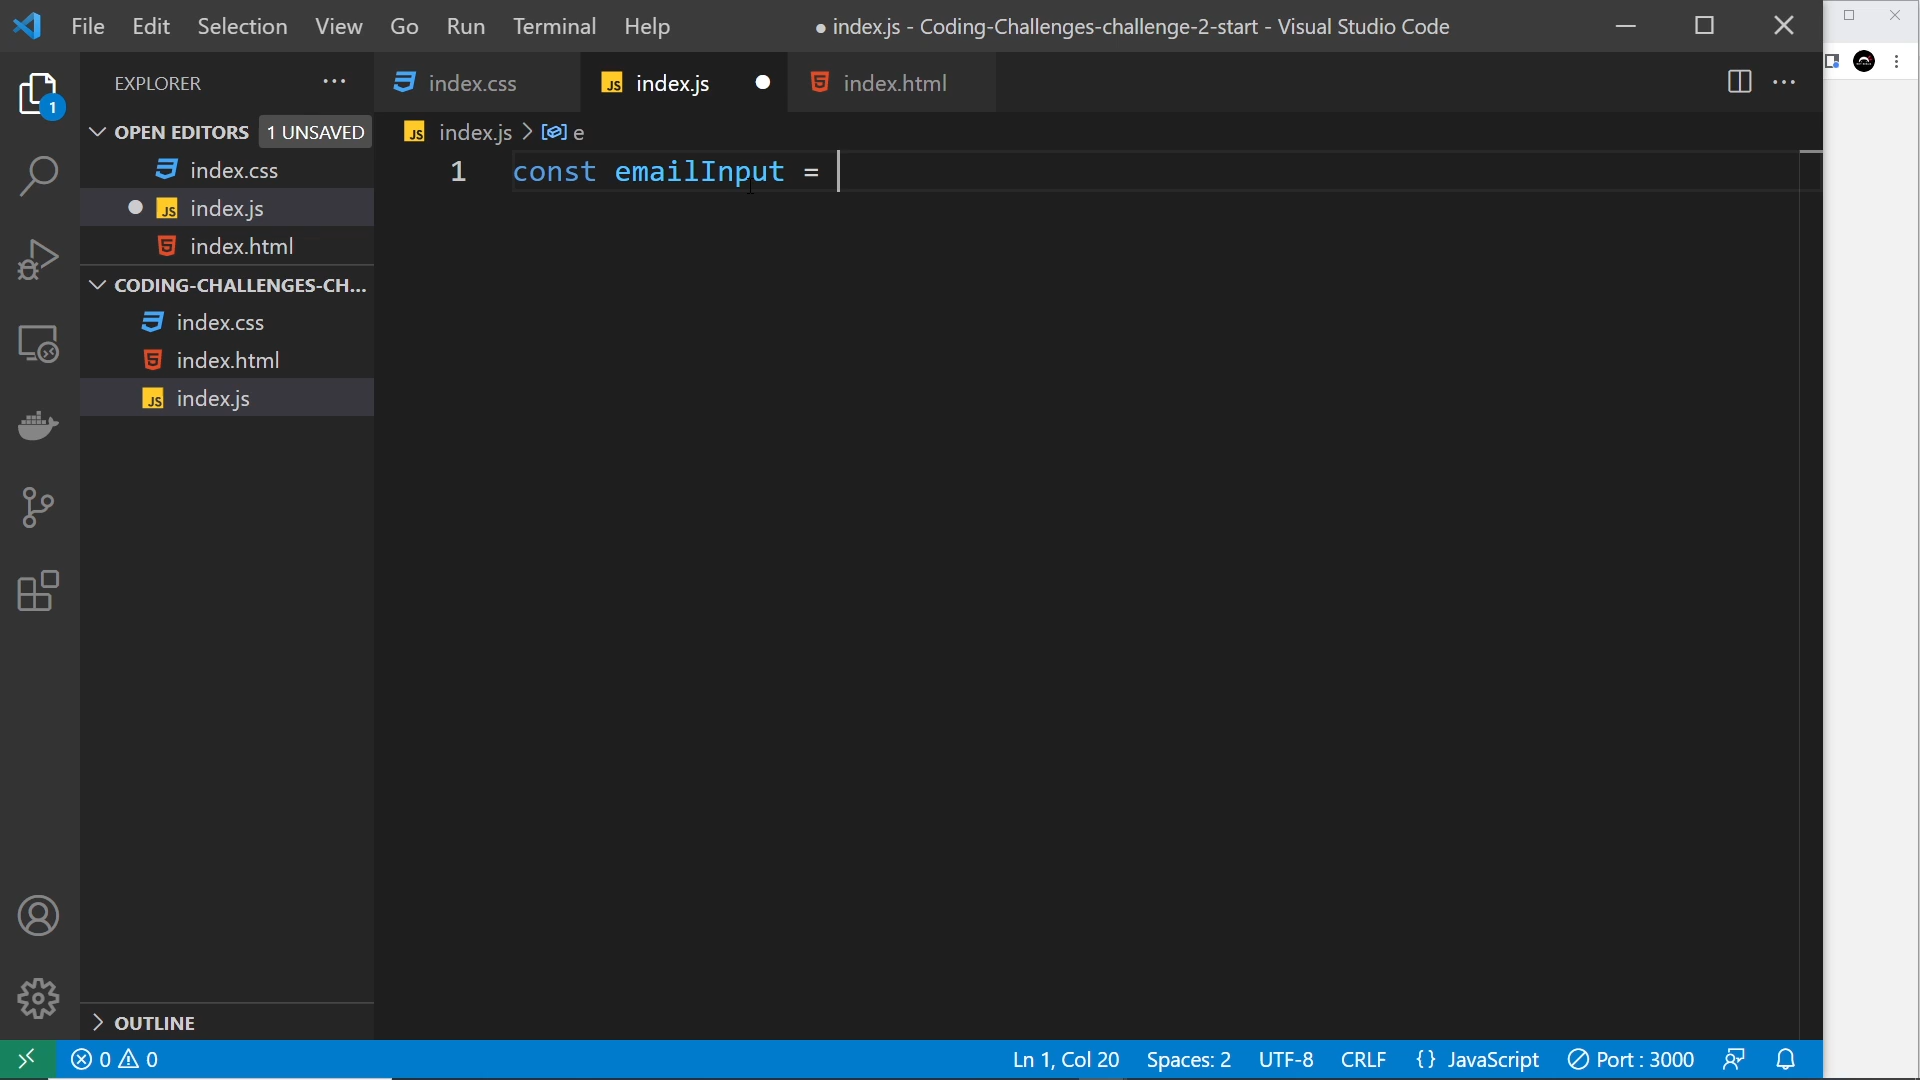 File Edit Selection View Go Run Terminal Help
● index.js - Coding-Challenges-challenge-2-start - Visual Studio Code
EXPLORER
index.css
index.js
index.html
1
OPEN EDITORS 1 UNSAVED
index.js > e
index.css
index.js
index.html
1 const emailInput =
CODING-CHALLENGES-CH...
index.css
index.html
index.js
OUTLINE
0 0
Ln 1, Col 20 Spaces: 2 UTF-8 CRLF {} JavaScript Port : 3000